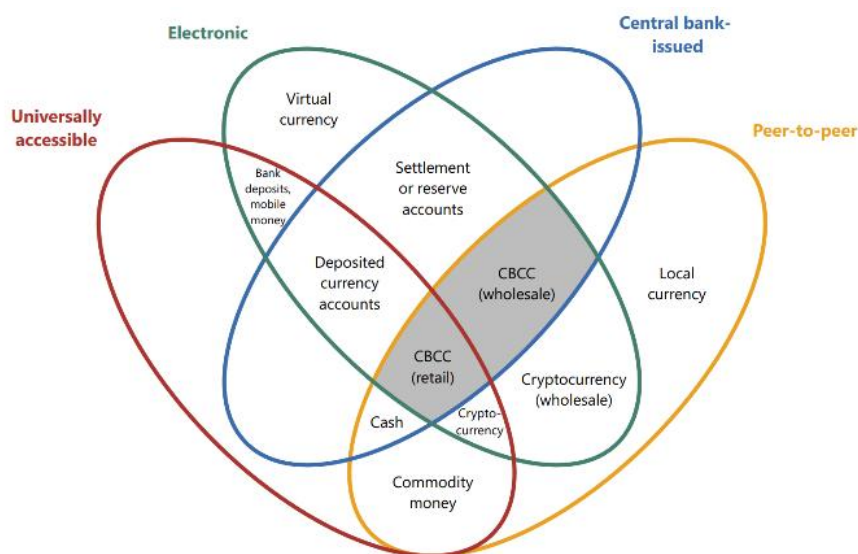 Electronic
Central bank-
issued
Universally
accessible
Peer-to-peer
Virtual
currency
Bank
deposits,
mobile
money
Settlement
or reserve
accounts
Deposited
currency
accounts
CBCC
(wholesale)
Local
currency
CBCC
(retail)
Cryptocurrency
(wholesale)
Cash
Crypto-
currency
Commodity
money